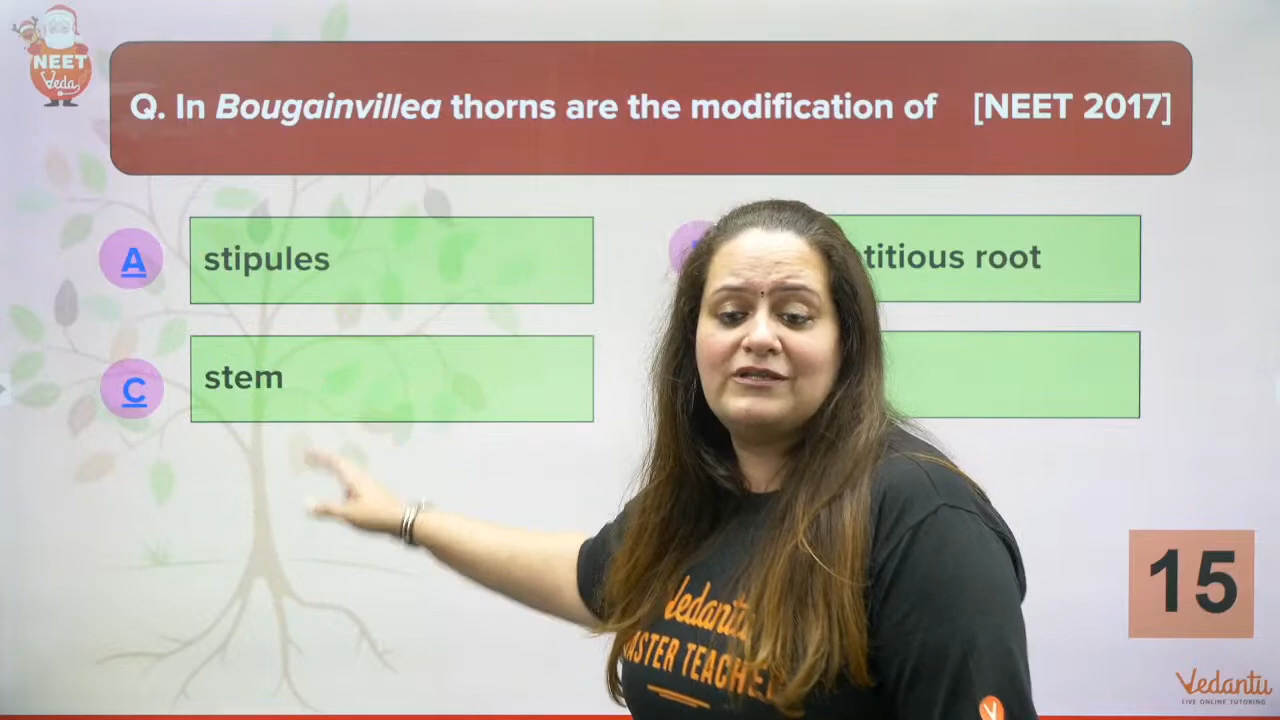 NEET
Veda
Q. In Bougainvillea thorns are the modification of [NEET 2017]
A stipules
titious root
C stem
15
Vedantu
MASTER TEACHE
Vedantu
LIVE ONLINE TUTORING